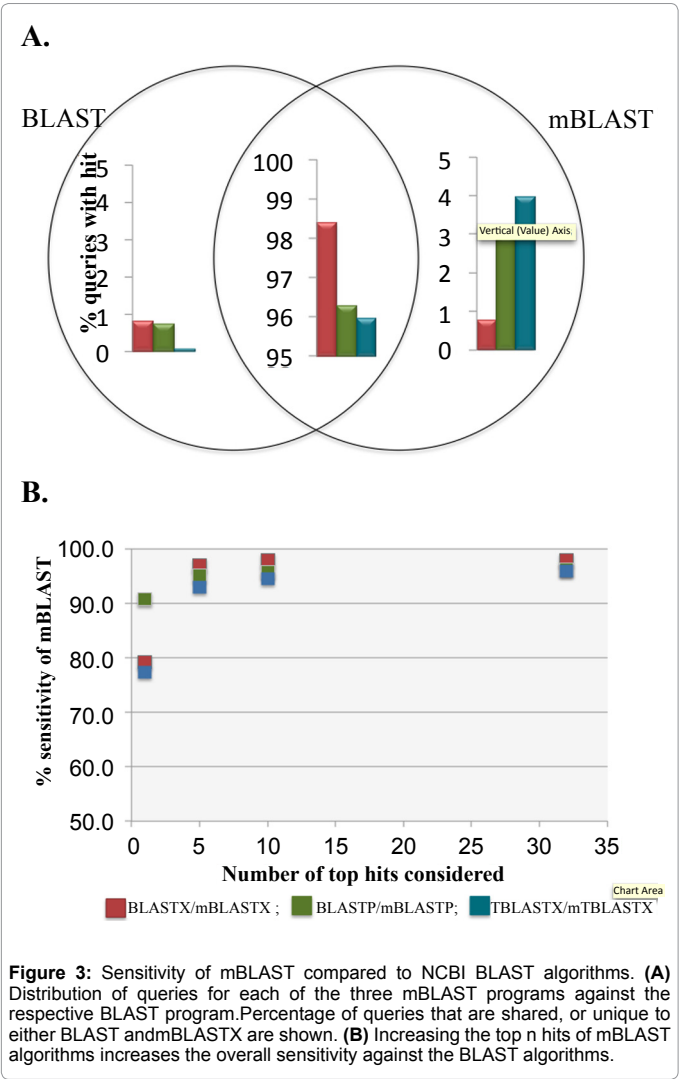 A.
BLAST
mBLAST
% queries with hit
5
4
3
2
1
0
100
99
98
97
96
95
5
4
3
2
1
0
Vertical (Value) Axis
B.
% sensitivity of mBLAST
100.0
90.0
80.0
70.0
60.0
50.0
0 5 10 15 20 25 30 35
Number of top hits considered
Chart Area
BLASTX/mBLASTX ; BLASTP/mBLASTP; TBLASTX/mTBLASTX
Figure 3: Sensitivity of mBLAST compared to NCBI BLAST algorithms. (A)
Distribution of queries for each of the three mBLAST programs against the
respective BLAST program.Percentage of queries that are shared, or unique to
either BLAST andmBLASTX are shown. (B) Increasing the top n hits of mBLAST
algorithms increases the overall sensitivity against the BLAST algorithms.